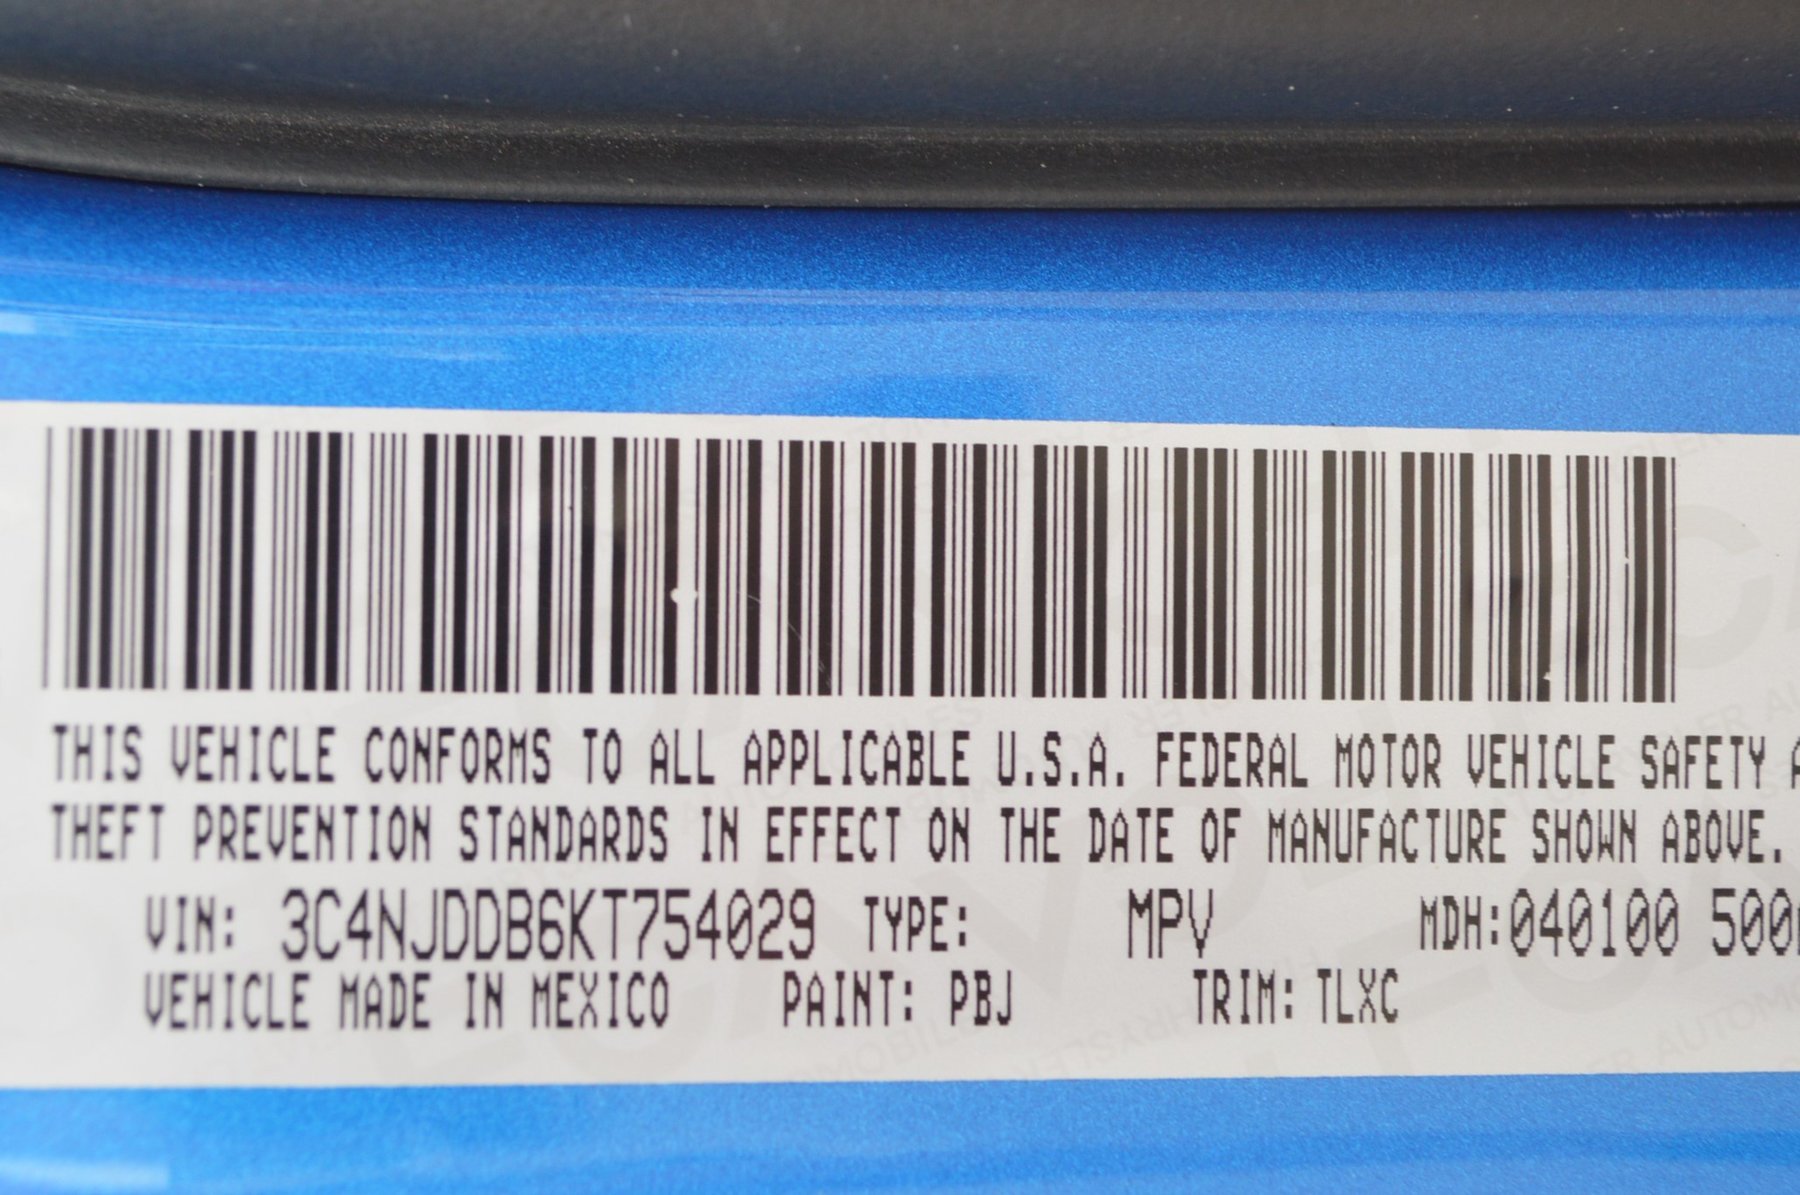 THIS VEHICLE CONFORMS TO ALL APPLICABLE U.S.A. FEDERAL MOTOR VEHICLE SAFETY
THEFT PREVENTION STANDARDS IN EFFECT ON THE DATE OF MANUFACTURE SHOWN ABOVE.
VIN: 3C4NJDDB6KT754029 TYPE: MPV MDH:040100 500
VEHICLE MADE IN MEXICO PAINT: PBJ TRIM: TLXC